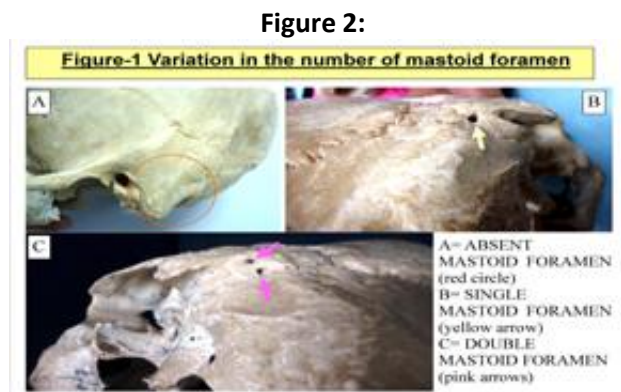 Figure 2:
Figure-1 Variation in the number of mastoid foramen
A
B
C
A= ABSENT
MASTOID FORAMEN
(red circle)
B= SINGLE
MASTOID FORAMEN
(yellow arrow)
C= DOUBLE
MASTOID FORAMEN
(pink arrows)